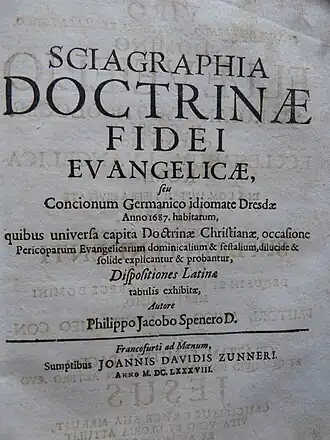 SCIAGRAPHIA
DOCTRINÆ
FIDEI
EVANGELICÆ,
seu
Concionum Germanico idiomate Dresdæ
Anno 1687. habitarum,
quibus universa capita Doctrinæ Christianæ, occasione
Pericoparum Evangelicarum dominicalium & festalium, dilucide &
solide explicantur & probantur,
Dispositiones Latinæ
tabulis exhibitæ,
Autore
Philippo Jacobo Spenero D.
Francofurti ad Mœnum,
Sumptibus JOANNIS DAVIDIS ZUNNERI.
ANNO M. DC. LXXXVIII.